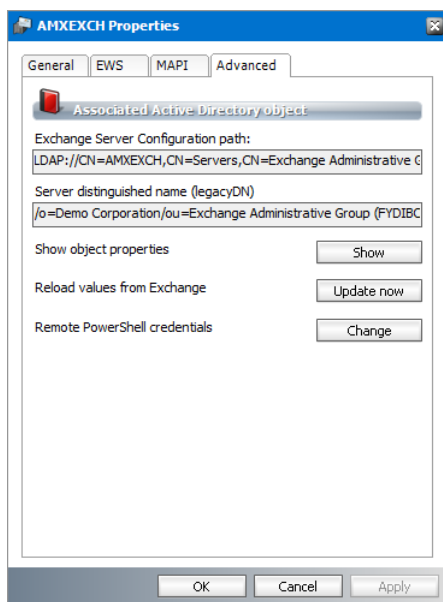 AMXEXCH Properties
General EWS MAPI Advanced
Associated Active Directory object
Exchange Server Configuration path:
LDAP://CN=AMXEXCH,CN=Servers,CN=Exchange Administrative G
Server distinguished name (legacyDN)
/o=Demo Corporation/ou=Exchange Administrative Group (FYDIBC
Show object properties Show
Reload values from Exchange Update now
Remote PowerShell credentials Change
OK Cancel Apply